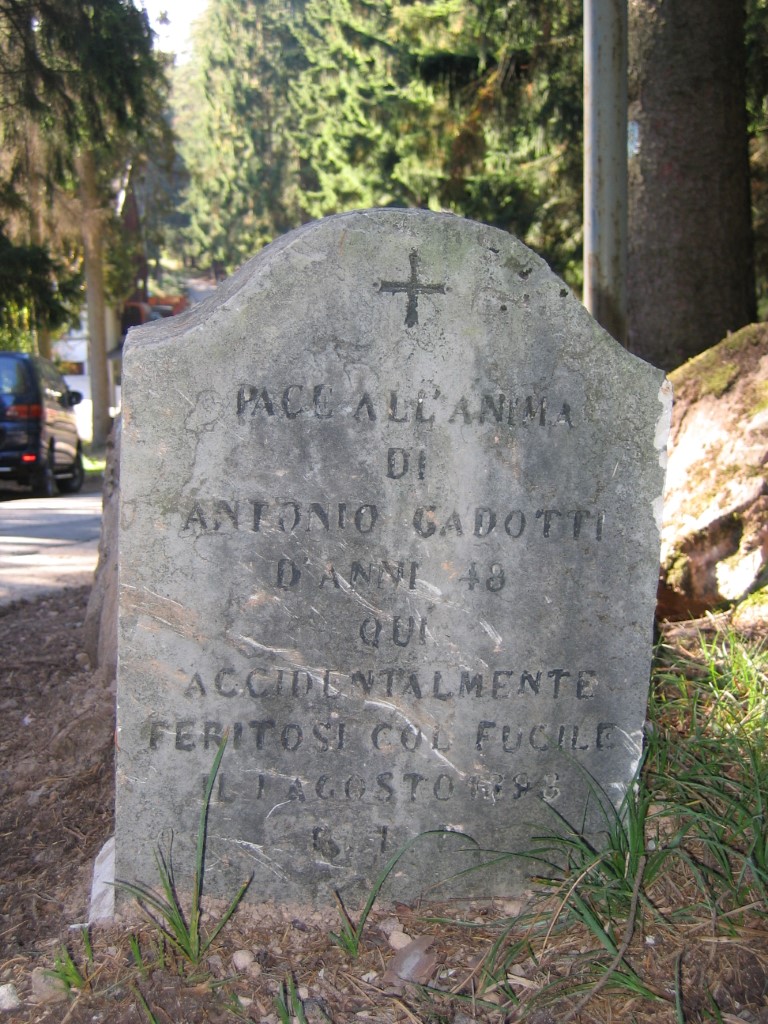 PACE ALL'ANIMA
DI
ANTONIO GADOTTI
D'ANNI 48
QUI
ACCIDENTALMENTE
FERITOSI COL FUCILE
IL 1 AGOSTO 1893
R. I.